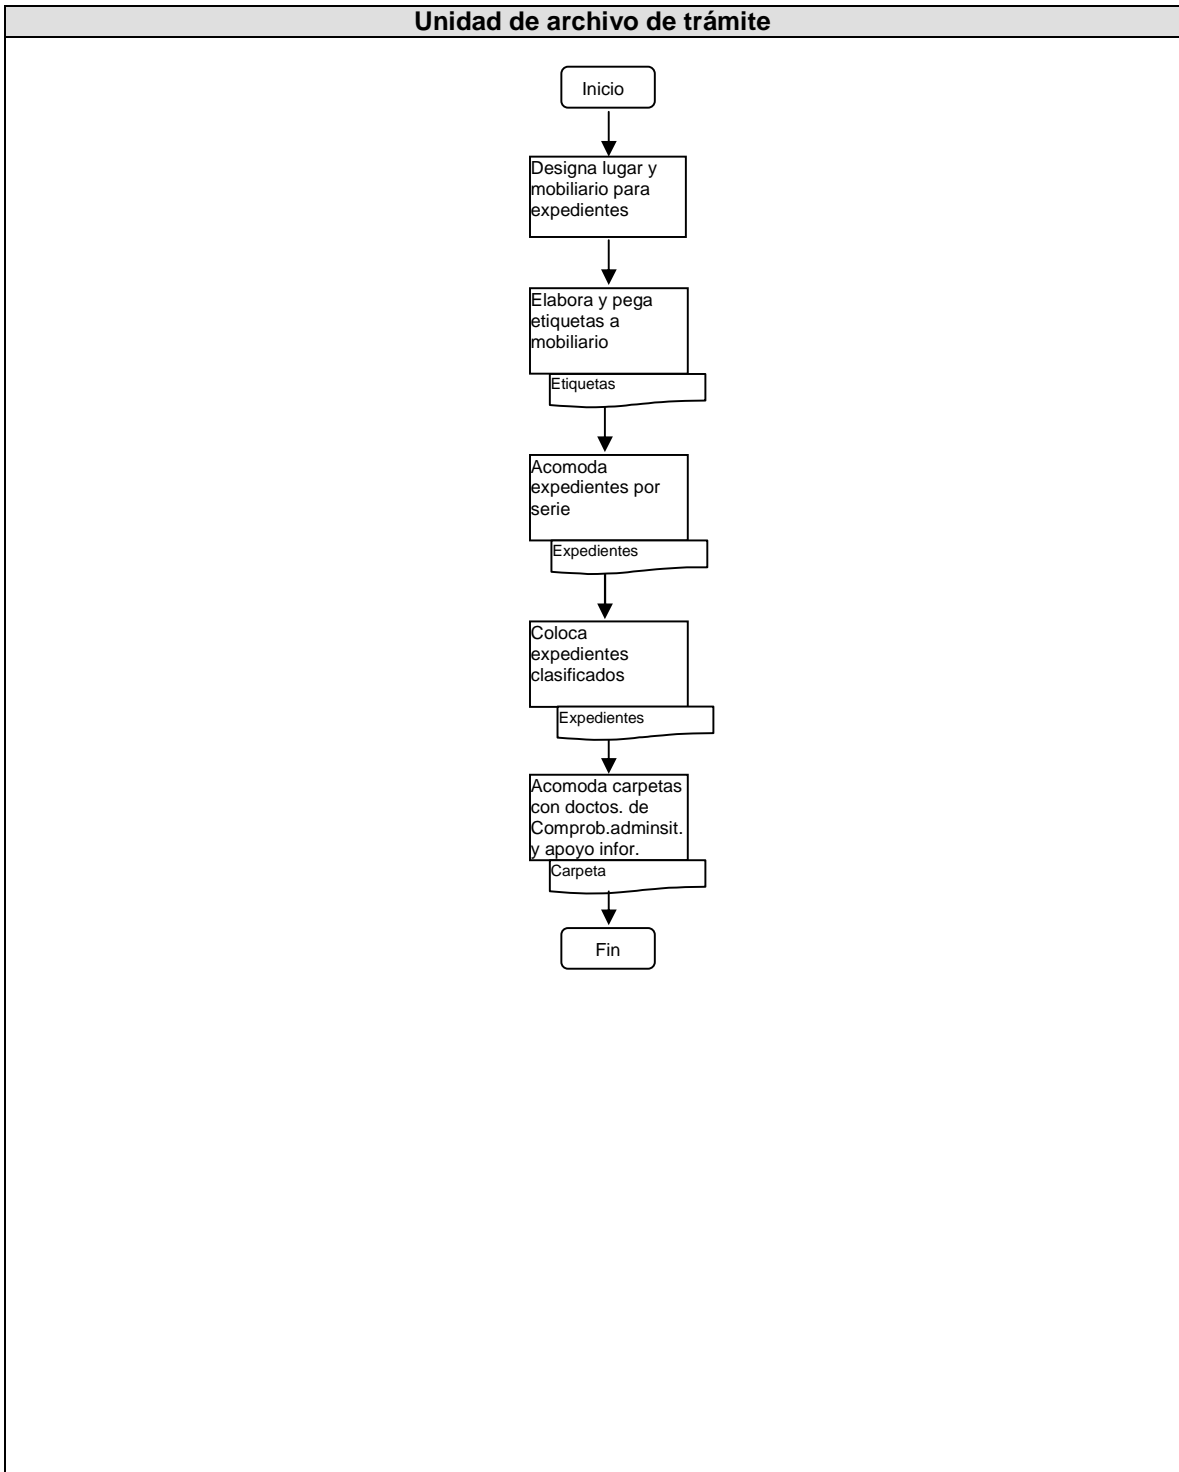 Unidad de archivo de trámite
Inicio
Designa lugar y
mobiliario para
expedientes
Elabora y pega
etiquetas a
mobiliario
Etiquetas
Acomoda
expedientes por
serie
Expedientes
Coloca
expedientes
clasificados
Expedientes
Acomoda carpetas
con doctos. de
Comprob.adminsit.
y apoyo infor.
Carpeta
Fin